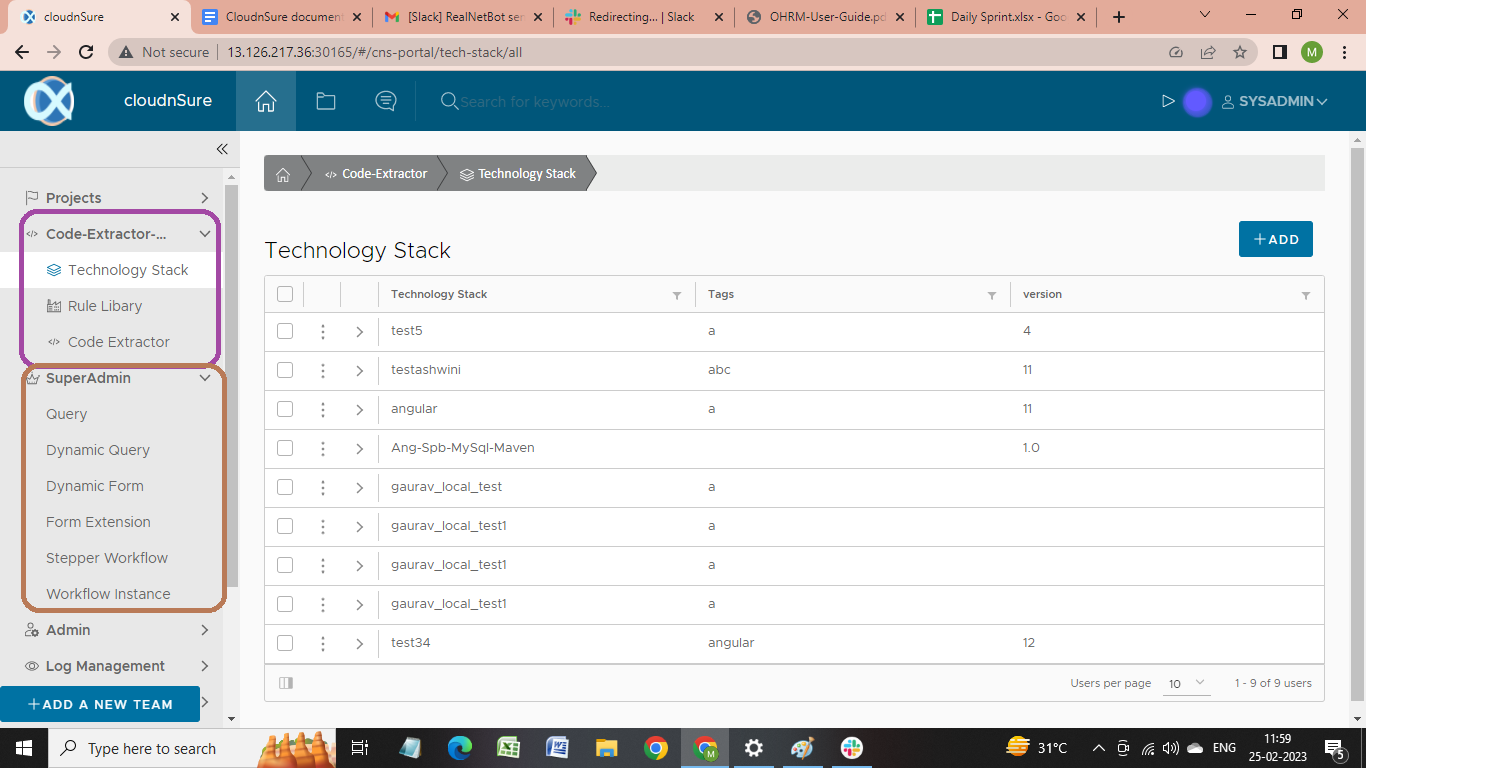 cloudnSure
CloudnSure document
[Slack] RealNetBot sen
Redirecting... | Slack
OHRM-User-Guide.pd
Daily Sprint.xlsx - Goo
Not secure
13.126.217.36:30165/#/cns-portal/tech-stack/all
M
cloudnSure
Search for keywords...
SYSADMIN
Projects
Code-Extractor-...
Technology Stack
Rule Libary
Code Extractor
SuperAdmin
Query
Dynamic Query
Dynamic Form
Form Extension
Stepper Workflow
Workflow Instance
Admin
Log Management
+ADD A NEW TEAM
Code-Extractor
Technology Stack
Technology Stack
+ADD
Technology Stack Tags version
test5 a 4
testashwini abc 11
angular a 11
Ang-Spb-MySql-Maven 1.0
gaurav_local_test a
gaurav_local_test1 a
gaurav_local_test1 a
gaurav_local_test1 a
test34 angular 12
Users per page 10 1 - 9 of 9 users
Type here to search
31°C
ENG
11:59
25-02-2023
5